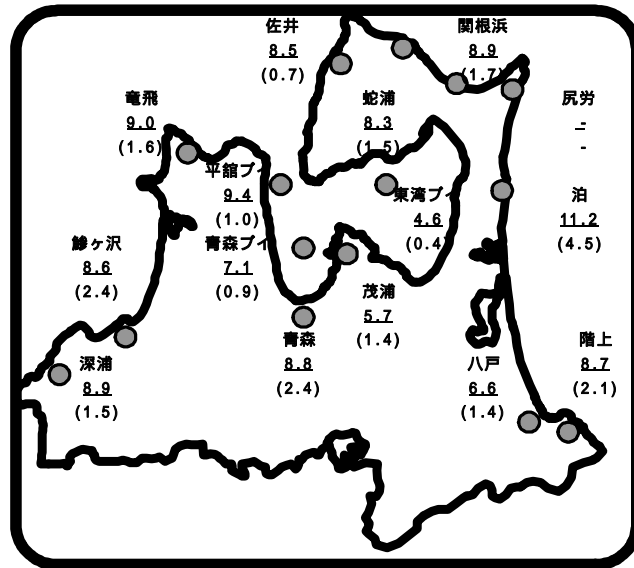 佐井
8.5
(0.7)
関根浜
8.9
(1.7)
竜飛
9.0
(1.6)
蛇浦
8.3
(1.5)
尻労
-
-
平舘ブイ
9.4
(1.0)
東湾ブイ
4.6
(0.4)
泊
11.2
(4.5)
鰺ヶ沢
8.6
(2.4)
青森ブイ
7.1
(0.9)
茂浦
5.7
(1.4)
青森
8.8
(2.4)
階上
8.7
(2.1)
深浦
8.9
(1.5)
八戸
6.6
(1.4)